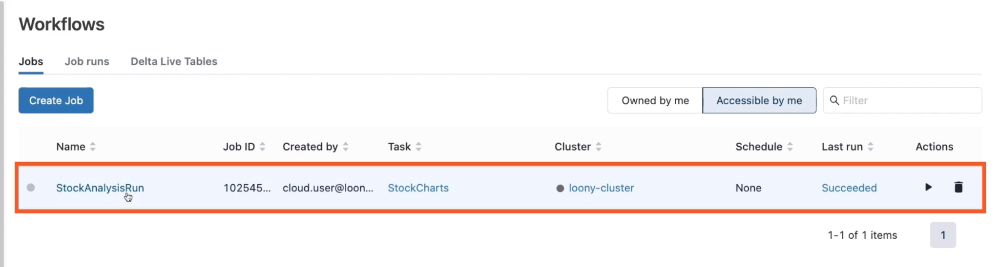 Workflows
Jobs Job runs Delta Live Tables
Create Job Owned by me Accessible by me Filter
Name Job ID Created by Task Cluster Schedule Last run Actions
StockAnalysisRun 102545... cloud.user@loon... StockCharts loony-cluster None Succeeded
1-1 of 1 items 1